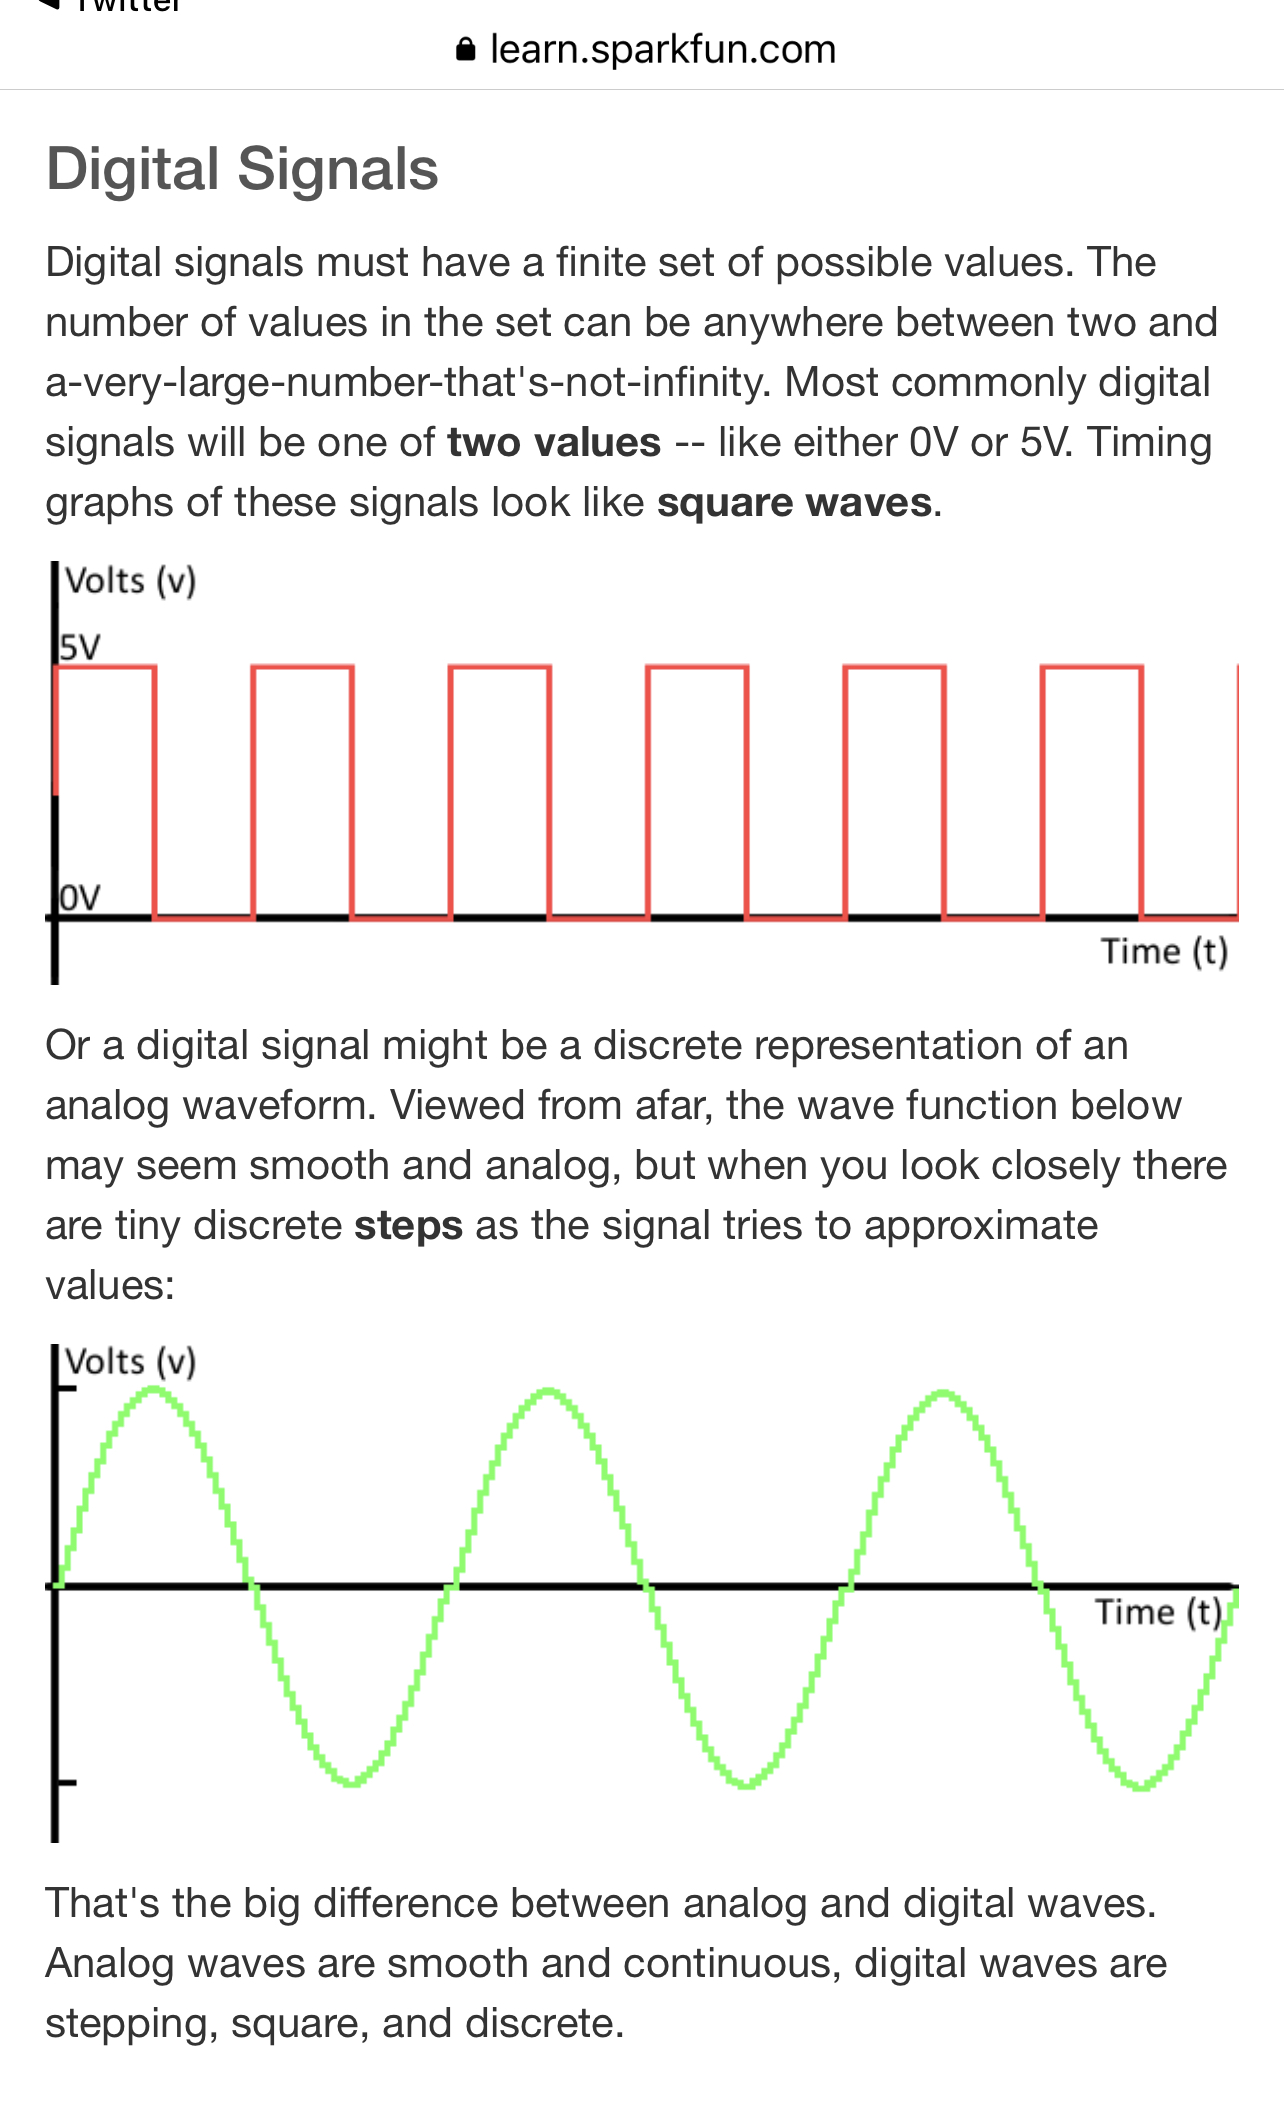 Twitter
learn.sparkfun.com
Digital Signals
Digital signals must have a finite set of possible values. The
number of values in the set can be anywhere between two and
a-very-large-number-that's-not-infinity. Most commonly digital
signals will be one of two values -- like either 0V or 5V. Timing
graphs of these signals look like square waves.
Volts (v)
5V
0V
Time (t)
Or a digital signal might be a discrete representation of an
analog waveform. Viewed from afar, the wave function below
may seem smooth and analog, but when you look closely there
are tiny discrete steps as the signal tries to approximate
values:
Volts (v)
Time (t)
That's the big difference between analog and digital waves.
Analog waves are smooth and continuous, digital waves are
stepping, square, and discrete.